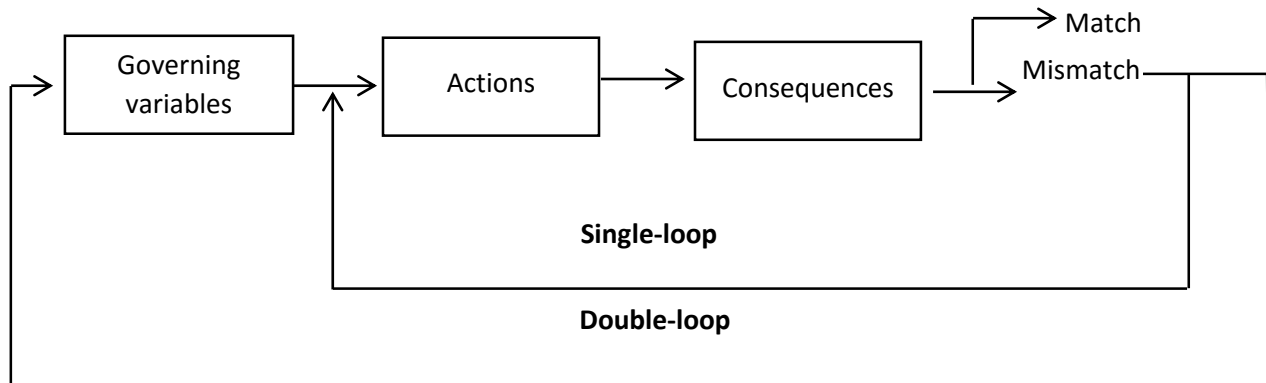 Governing
variables
Actions
Consequences
Match
Mismatch
Single-loop
Double-loop